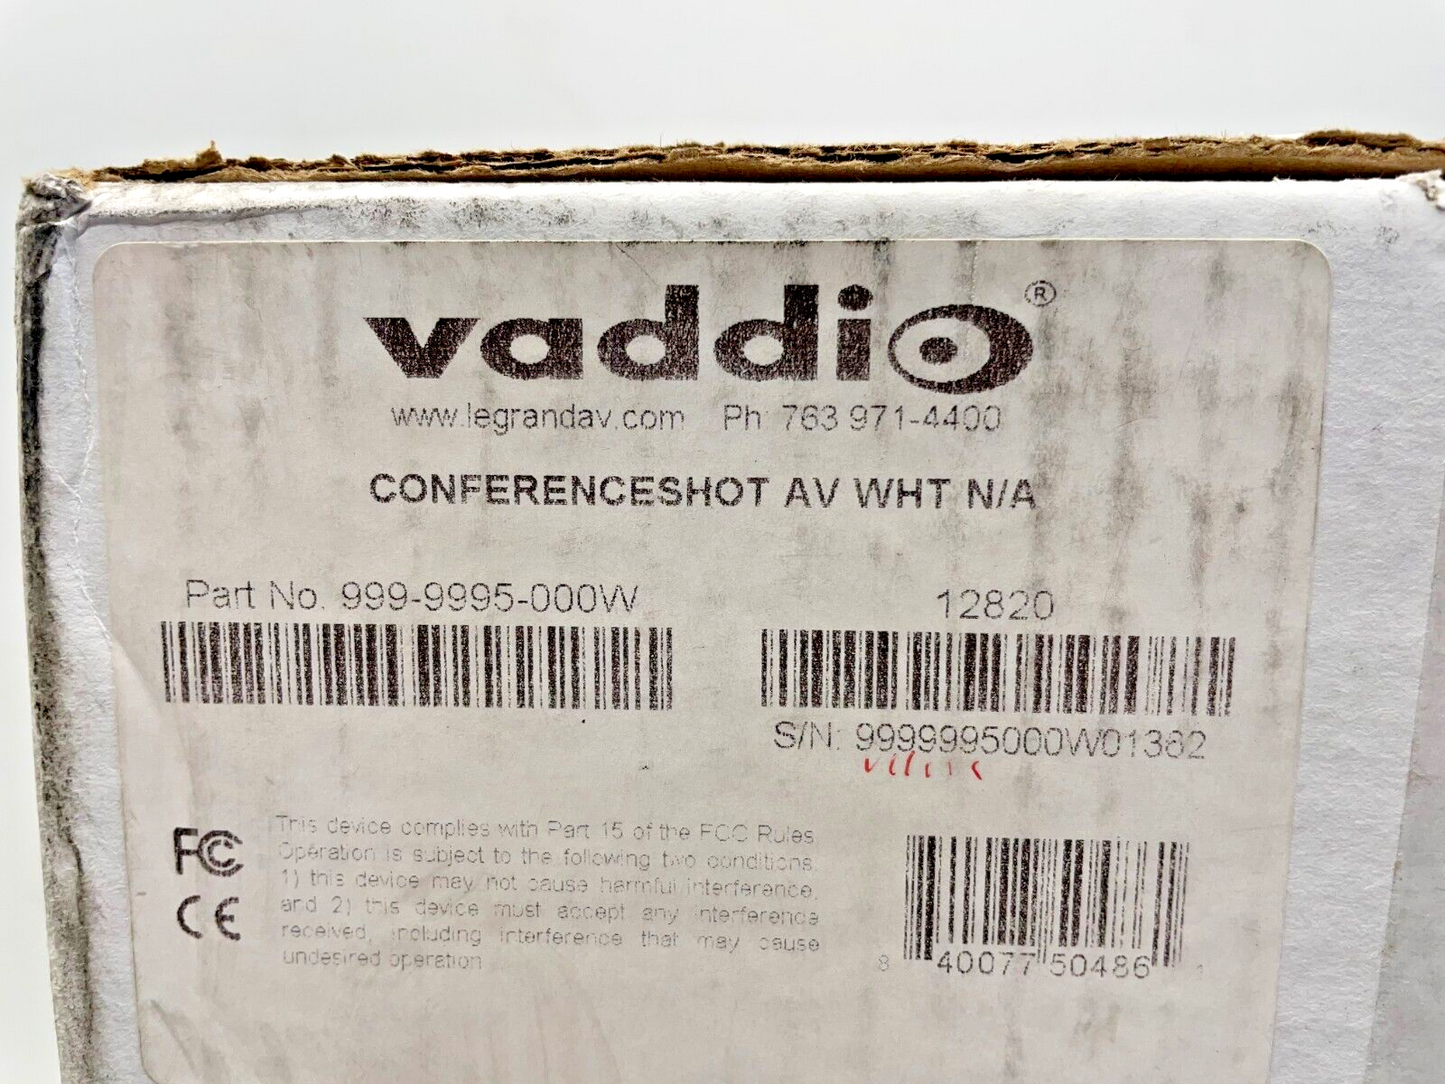 vaddio®
www.legrandav.com Ph: 763 971-4400
CONFERENCESHOT AV WHT N/A
Part No. 999-9995-000W
12820
S/N: 9999995000W01362
FC
CE
This device complies with Part 15 of the FCC Rules
Operation is subject to the following two conditions
1) this device may not cause harmful interference,
and 2) this device must accept any interference
received, including interference that may cause
undesired operation
8 40077 50486 1